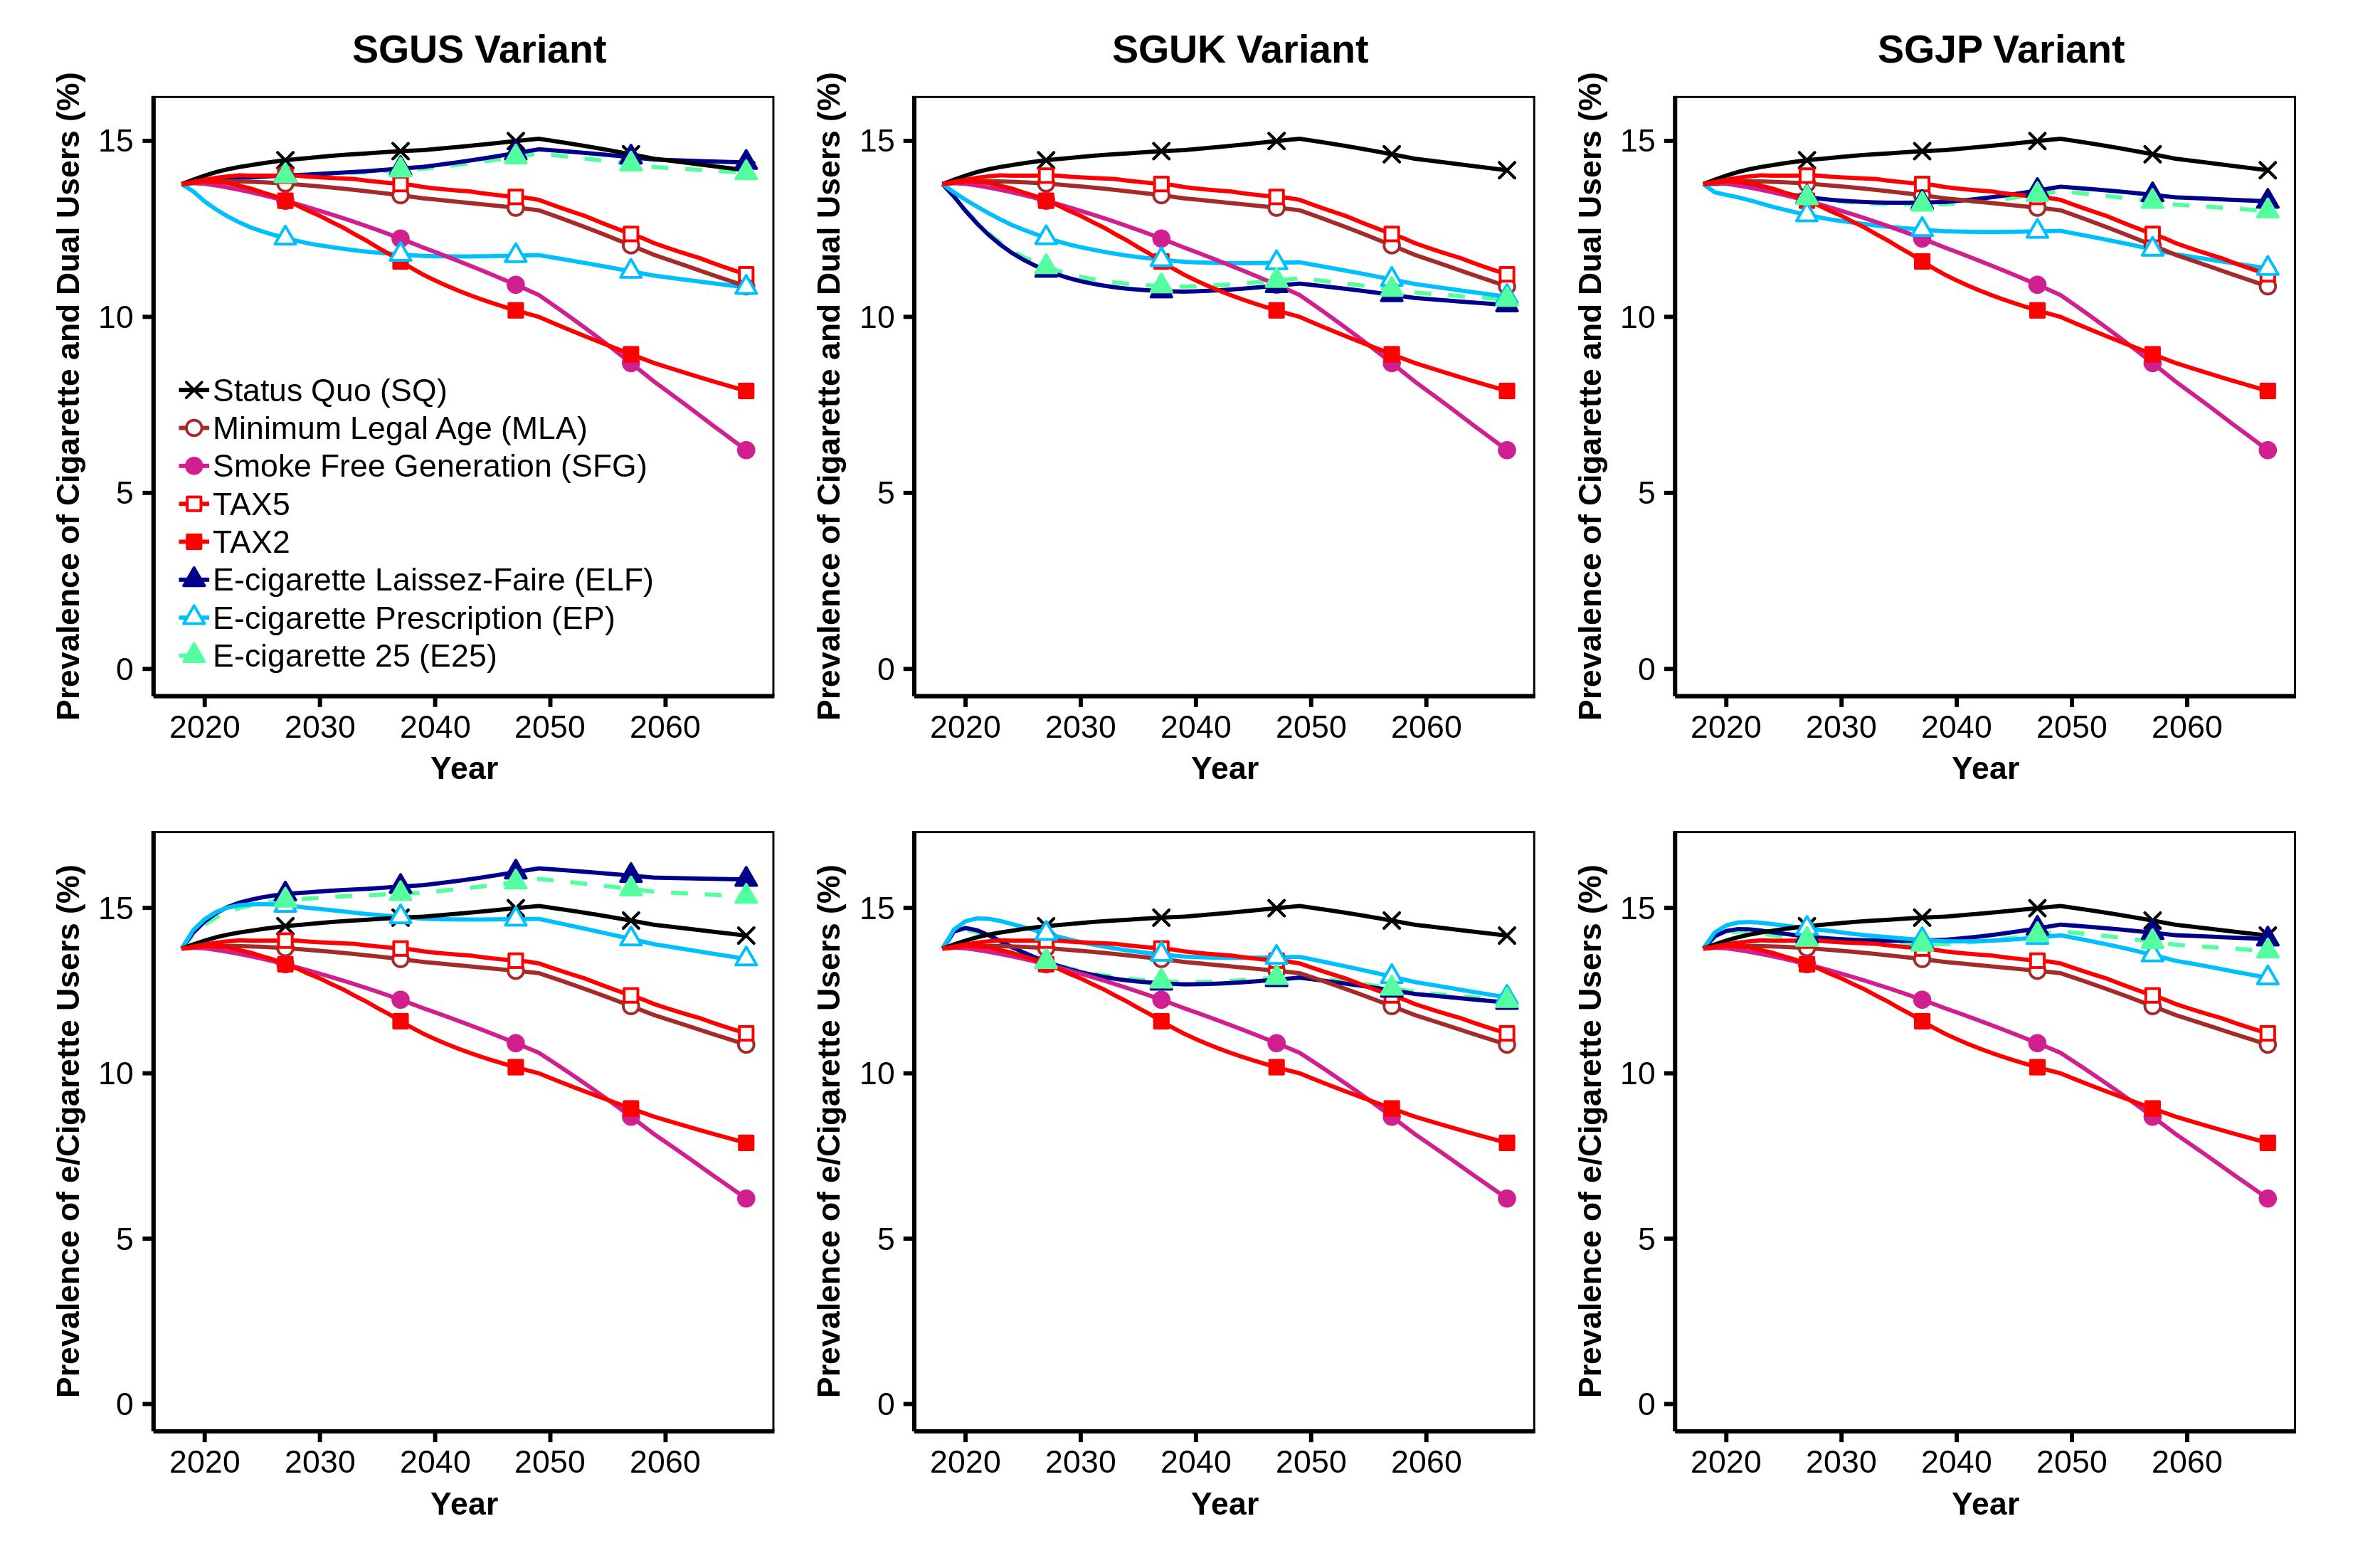 SGUS Variant
SGUK Variant
SGJP Variant
Prevalence of Cigarette and Dual Users (%)
15
10
5
0
Status Quo (SQ)
Minimum Legal Age (MLA)
Smoke Free Generation (SFG)
TAX5
TAX2
E-cigarette Laissez-Faire (ELF)
E-cigarette Prescription (EP)
E-cigarette 25 (E25)
2020 2030 2040 2050 2060
Year
Prevalence of Cigarette and Dual Users (%)
15
10
5
0
2020 2030 2040 2050 2060
Year
Prevalence of Cigarette and Dual Users (%)
15
10
5
0
2020 2030 2040 2050 2060
Year
Prevalence of e/Cigarette Users (%)
15
10
5
0
2020 2030 2040 2050 2060
Year
Prevalence of e/Cigarette Users (%)
15
10
5
0
2020 2030 2040 2050 2060
Year
Prevalence of e/Cigarette Users (%)
15
10
5
0
2020 2030 2040 2050 2060
Year